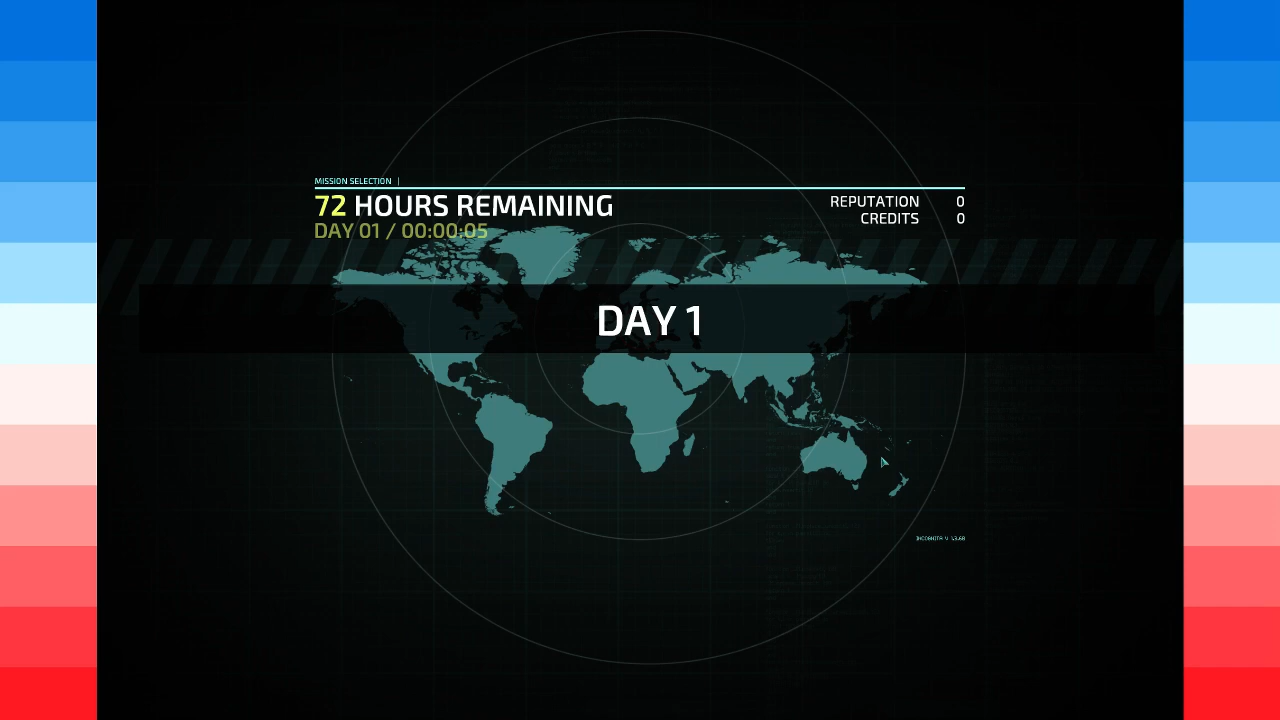 MISSION SELECTION
72 HOURS REMAINING
DAY 01 / 00:00:05
REPUTATION 0
CREDITS 0
DAY 1